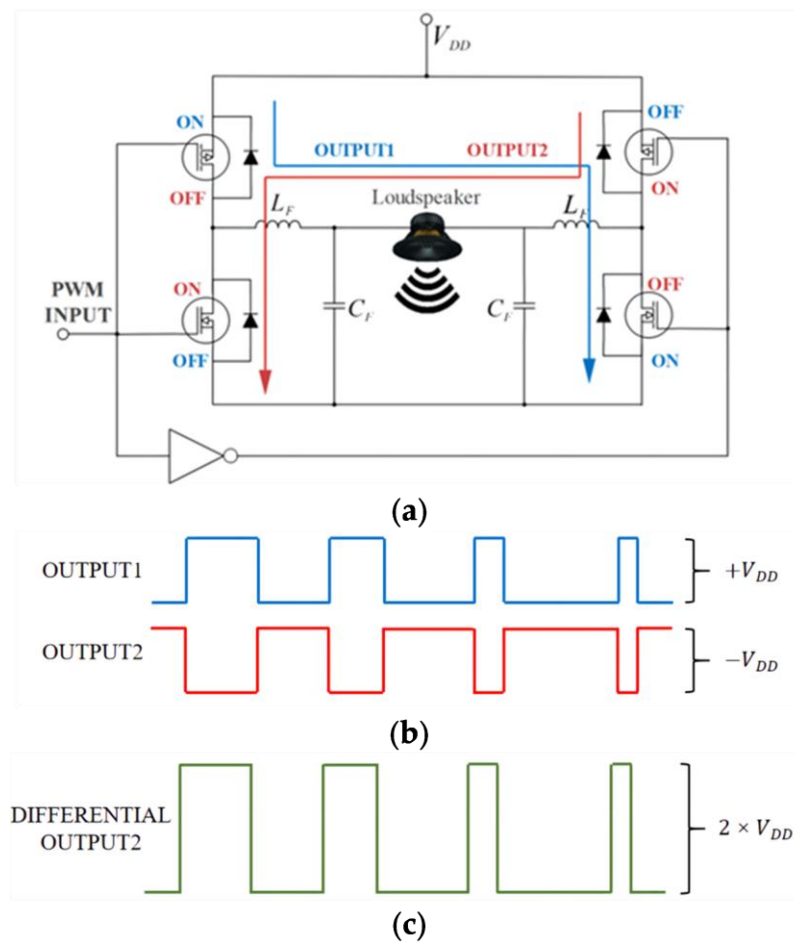 V_DD
ON
OFF
OUTPUT1
OUTPUT2
OFF
ON
L_F
Loudspeaker
L_F
PWM
INPUT
ON
OFF
C_F
C_F
OFF
ON
(a)
OUTPUT1
+V_DD
OUTPUT2
−V_DD
(b)
DIFFERENTIAL
OUTPUT2
2 × V_DD
(c)